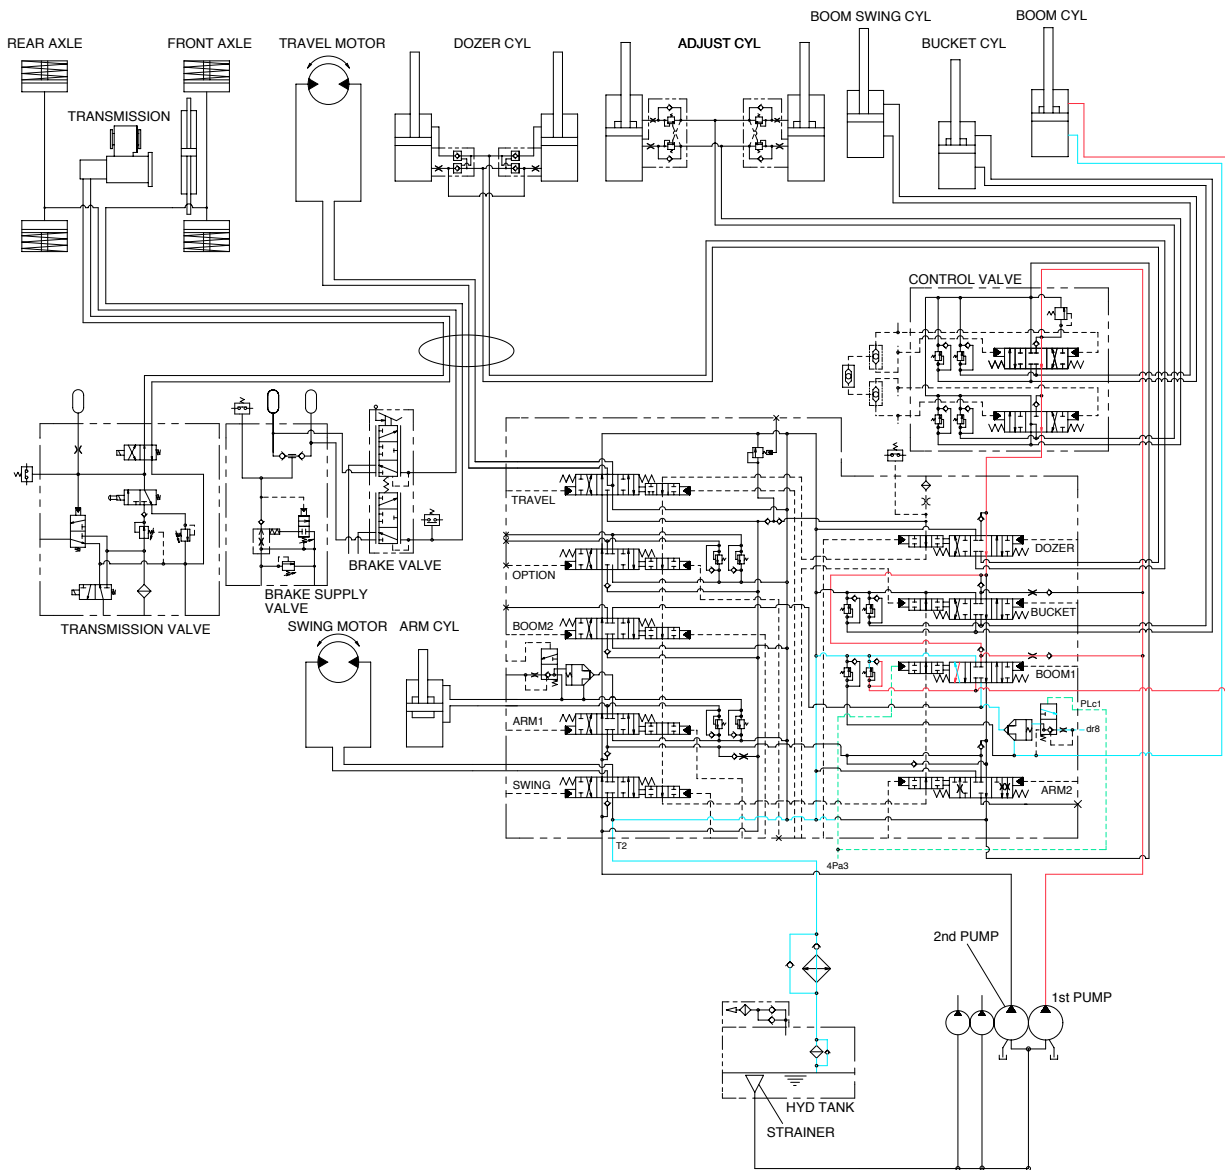 BOOM SWING CYL
BOOM CYL
REAR AXLE
FRONT AXLE
TRAVEL MOTOR
DOZER CYL
ADJUST CYL
BUCKET CYL
TRANSMISSION
CONTROL VALVE
TRAVEL
DOZER
BRAKE VALVE
OPTION
BRAKE SUPPLY
VALVE
BUCKET
TRANSMISSION VALVE
SWING MOTOR
ARM CYL
BOOM2
BOOM1
PLc1
ARM1
dr8
SWING
ARM2
T2
4Pa3
2nd PUMP
1st PUMP
HYD TANK
STRAINER